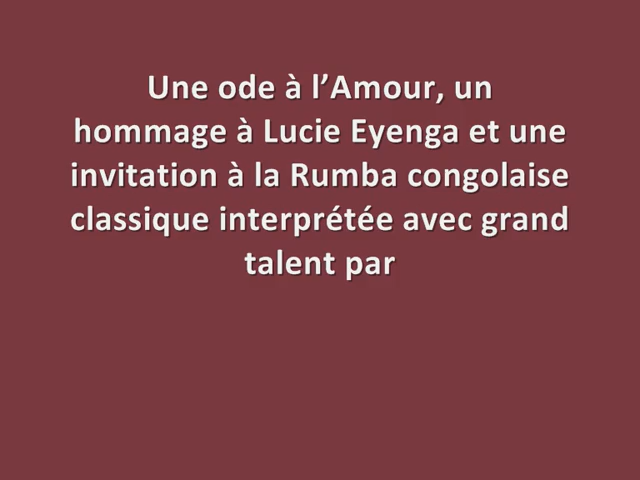 Une ode à l’Amour, un
hommage à Lucie Eyenga et une
invitation à la Rumba congolaise
classique interprétée avec grand
talent par